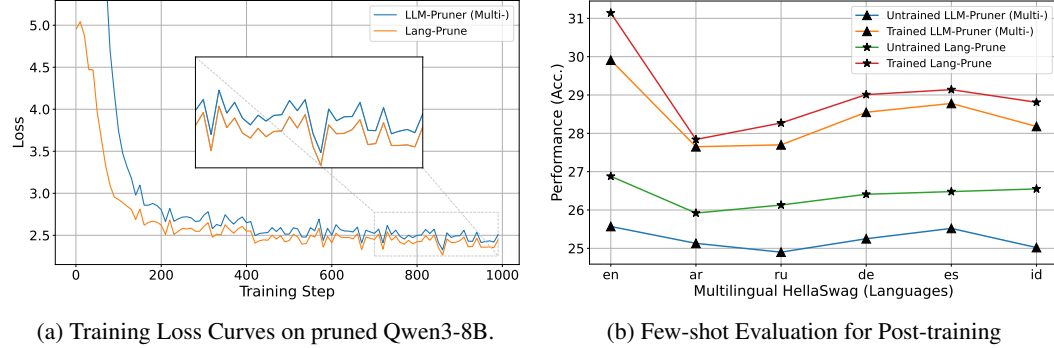 5.0
4.5
4.0
3.5
3.0
2.5
Loss
0
200
400
600
800
1000
Training Step
LLM-Pruner (Multi-)
Lang-Prune
(a) Training Loss Curves on pruned Qwen3-8B.
31
30
29
28
27
26
25
Performance (Acc.)
en
ar
ru
de
es
id
Multilingual HellaSwag (Languages)
Untrained LLM-Pruner (Multi-)
Trained LLM-Pruner (Multi-)
Untrained Lang-Prune
Trained Lang-Prune
(b) Few-shot Evaluation for Post-training